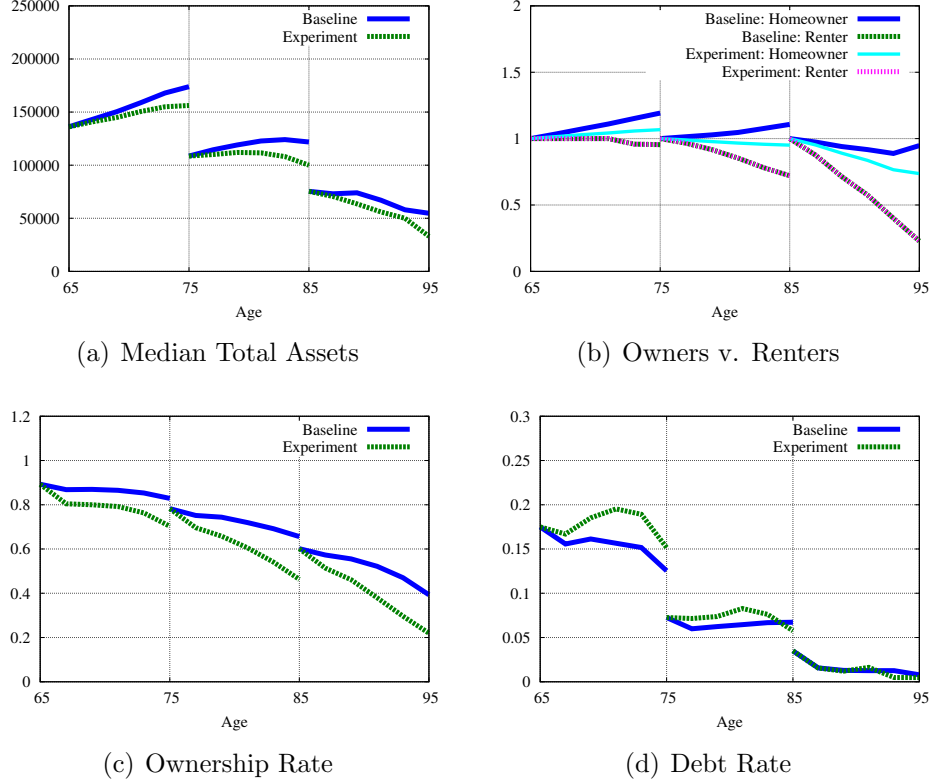 250000
200000
150000
100000
50000
0
65 75 85 95
Age
Baseline
Experiment
(a) Median Total Assets
2
1.5
1
0.5
0
65 75 85 95
Age
Baseline: Homeowner
Baseline: Renter
Experiment: Homeowner
Experiment: Renter
(b) Owners v. Renters
1.2
1
0.8
0.6
0.4
0.2
0
65 75 85 95
Age
Baseline
Experiment
(c) Ownership Rate
0.3
0.25
0.2
0.15
0.1
0.05
0
65 75 85 95
Age
Baseline
Experiment
(d) Debt Rate